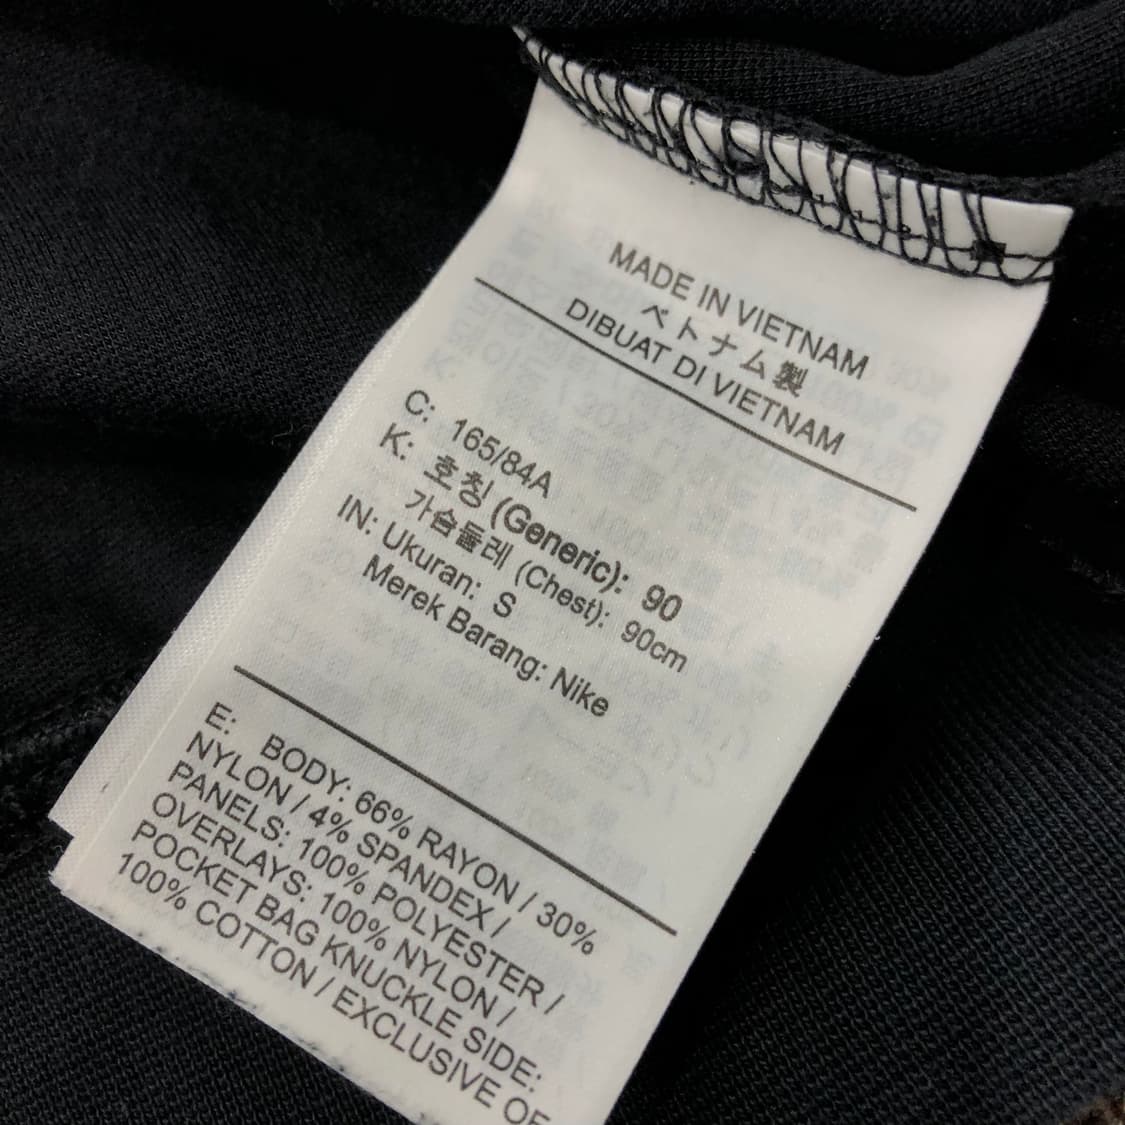 MADE IN VIETNAM
ベトナム製
DIBUAT DI VIETNAM
C: 165/84A
K: 호칭 (Generic): 90
가슴둘레 (Chest): 90cm
IN: Ukuran: S
Merek Barang: Nike
E: BODY: 66% RAYON / 30%
NYLON / 4% SPANDEX /
PANELS: 100% POLYESTER /
OVERLAYS: 100% NYLON /
POCKET BAG KNUCKLE SIDE:
100% COTTON / EXCLUSIVE OF